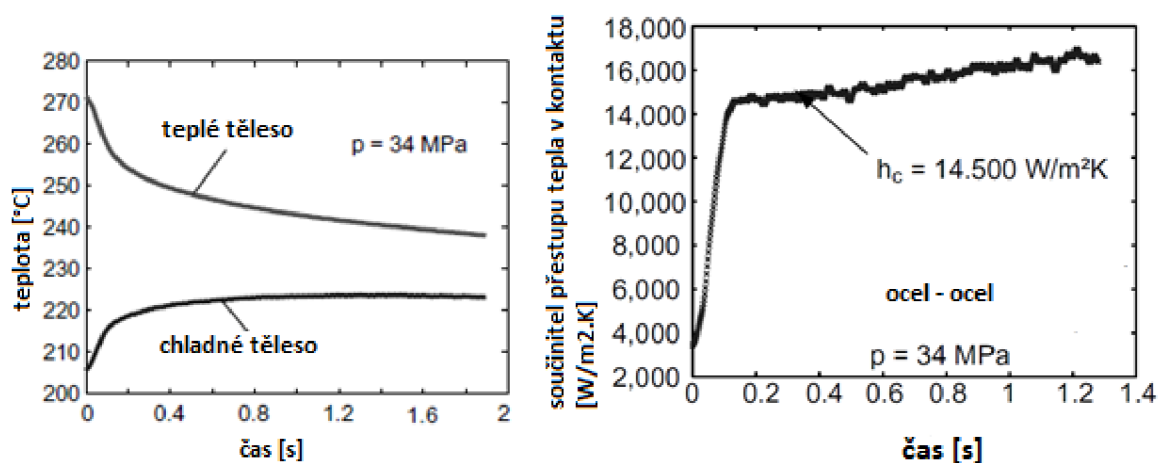 280
270
260
250
240
230
220
210
200
0
0.4
0.8
1.2
1.6
2
teplota [°C]
čas [s]
teplé těleso
p = 34 MPa
chladné těleso
18,000
16,000
14,000
12,000
10,000
8,000
6,000
4,000
2,000
0
0.2
0.4
0.6
0.8
1
1.2
1.4
součinitel přestupu tepla v kontaktu
[W/m2.K]
čas [s]
h꜀ = 14.500 W/m²K
ocel - ocel
p = 34 MPa